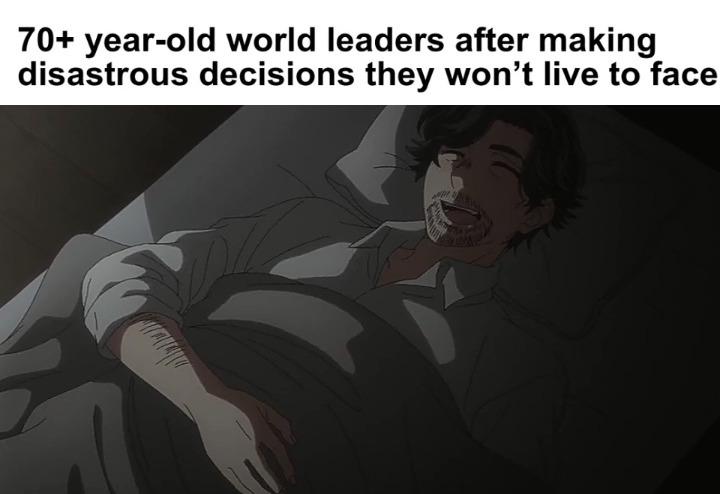 70+ year-old world leaders after making
disastrous decisions they won’t live to face